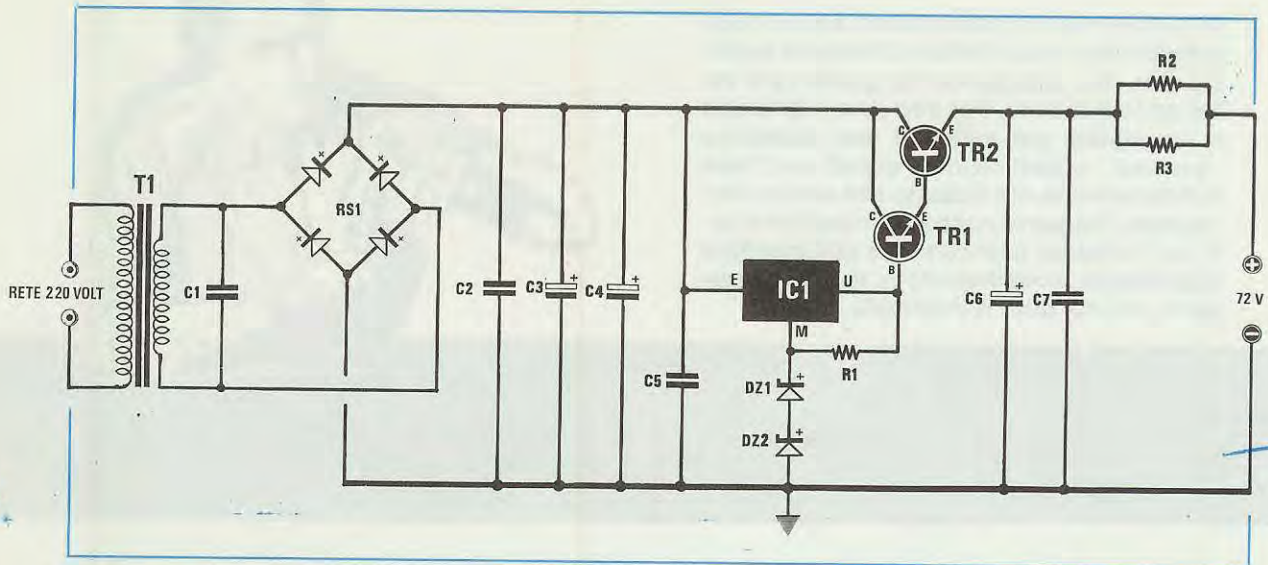 T1
RETE 220 VOLT
C1
RS1
C2
C3
+
C4
+
C5
E
IC1
U
M
R1
DZ1
+
DZ2
+
C
E
TR2
B
C
E
TR1
B
C6
+
C7
R2
R3
+
72 V
-